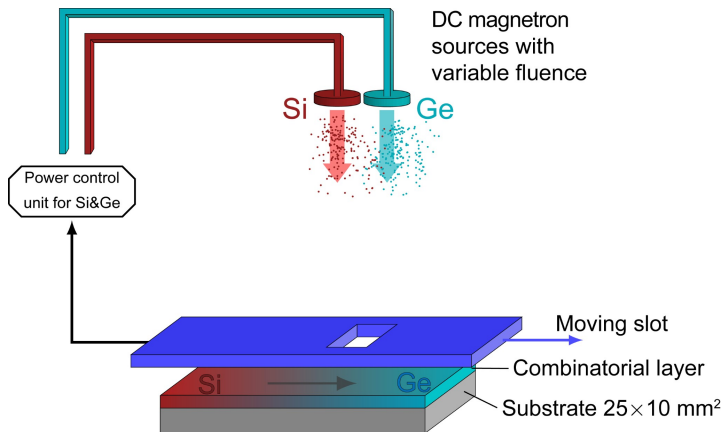 DC magnetron
sources with
variable fluence
Si
Ge
Power control
unit for Si&Ge
Moving slot
Combinatorial layer
Si
Ge
Substrate 25×10 mm²